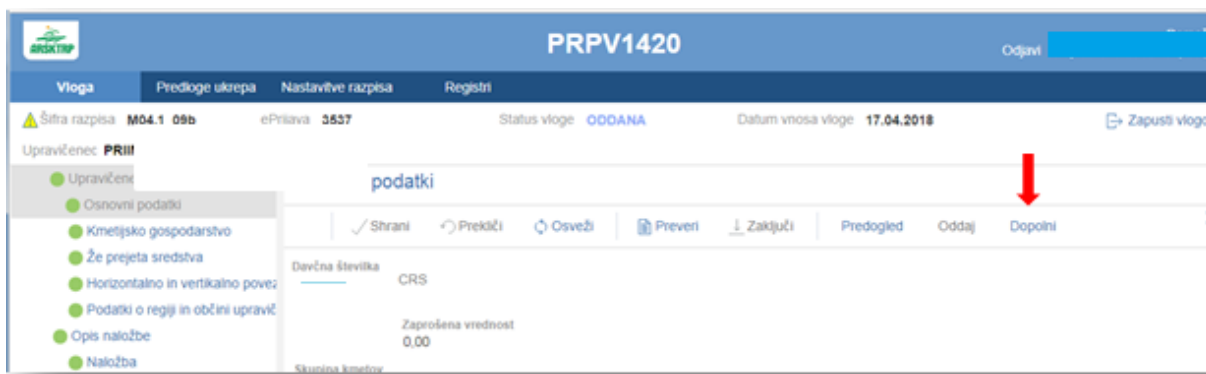 ARSKTRP
PRPV1420
Odjavi
Vloga Predloge ukrepa Nastavitve razpisa Registri
Šifra razpisa M04.1 09b ePrijava 3537 Status vloge ODDANA Datum vnosa vloge 17.04.2018 Zapusti vlogo
Upravičenec
podatki
Osnovni podatki
Shrani Prekliči Osveži Preveri Zaključi Predogled Oddaj Dopolni
Kmetijsko gospodarstvo
Že prejeta sredstva
Davčna številka
CRS
Horizontalno in vertikalno povez
Podatki o regiji in občini upravič
Zaprošena vrednost
0,00
Opis naložbe
Naložba
Skupina kmetov